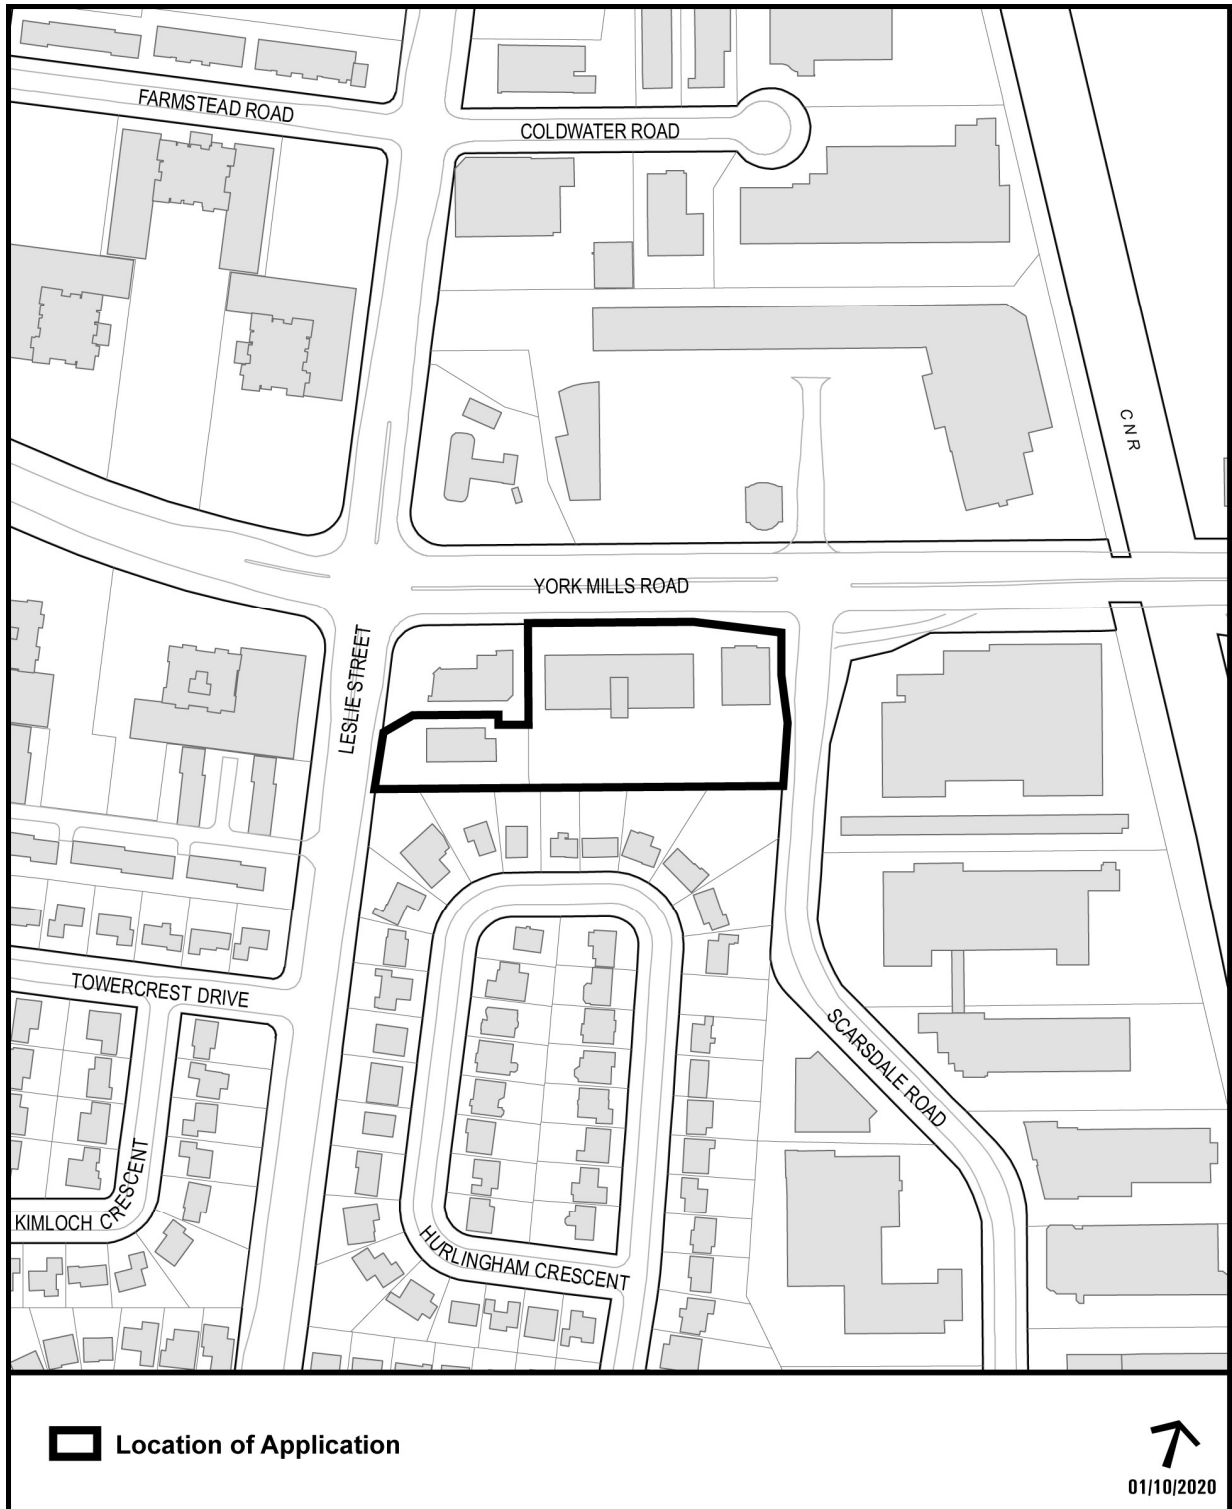 FARMSTEAD ROAD
COLDWATER ROAD
CNR
YORK MILLS ROAD
LESLIE STREET
TOWERCREST DRIVE
SCARSDALE ROAD
KIMLOCH CRESCENT
HURLINGHAM CRESCENT
Location of Application
01/10/2020